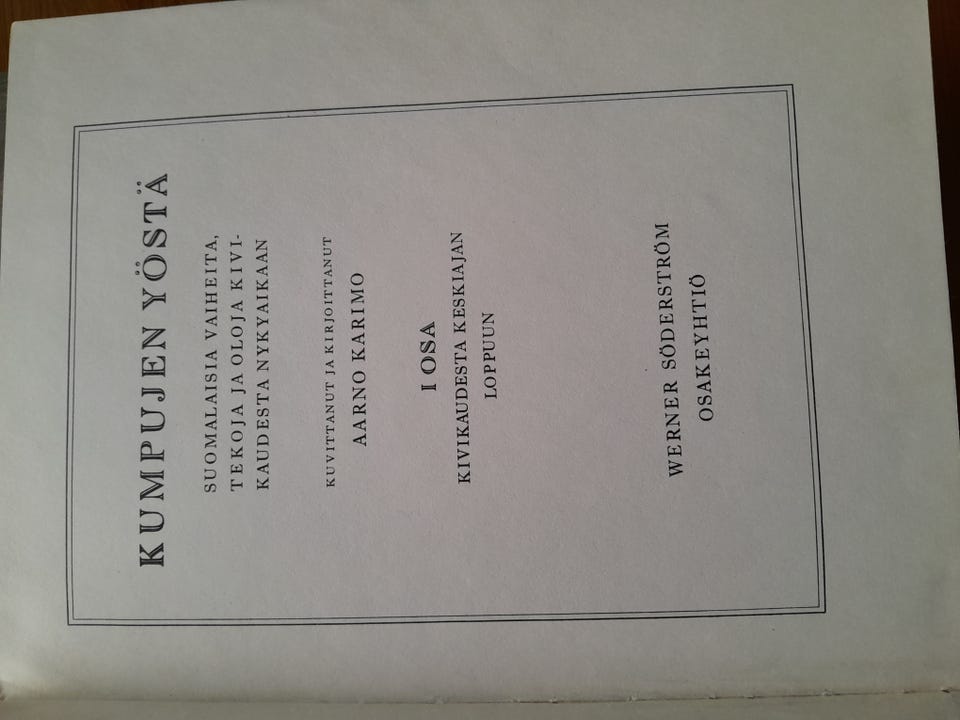 KUMPUJEN YÖSTÄ
SUOMALAISIA VAIHEITA,
TEKOJA JA OLOJA KIVI-
KAUDESTA NYKYAIKAAN
KUVITTANUT JA KIRJOITTANUT
AARNO KARIMO
I OSA
KIVIKAUDESTA KESKIAJAN
LOPPUUN
WERNER SÖDERSTRÖM
OSAKEYHTIÖ